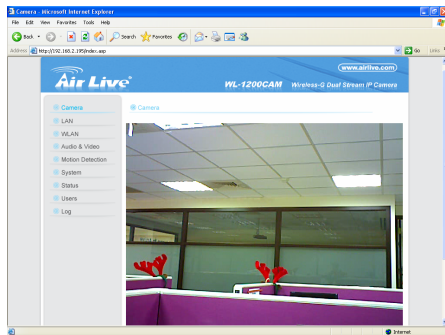 Camera - Microsoft Internet Explorer
File Edit View Favorites Tools Help
Back Search Favorites
Address http://192.168.2.195/index.asp Go Links
www.airlive.com
Air Live
WL-1200CAM Wireless-G Dual Stream IP Camera
Camera
Camera
LAN
WLAN
Audio & Video
Motion Detection
System
Status
Users
Log
Internet